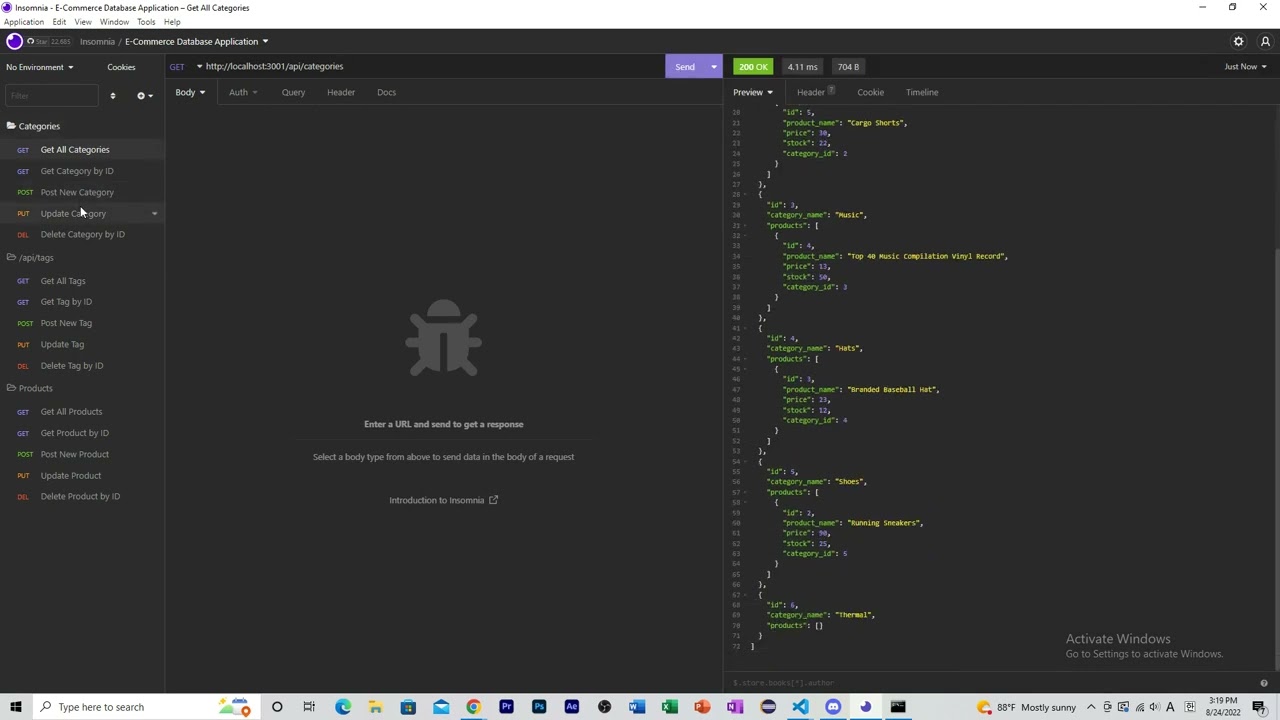 Insomnia - E-Commerce Database Application – Get All Categories
Application Edit View Window Tools Help
Star 22,685 Insomnia / E-Commerce Database Application
No Environment Cookies
GET http://localhost:3001/api/categories Send
200 OK 4.11 ms 704 B Just Now
Filter
Body Auth Query Header Docs
Preview Header 7 Cookie Timeline
Categories
GET Get All Categories
GET Get Category by ID
POST Post New Category
PUT Update Category
DEL Delete Category by ID
/api/tags
GET Get All Tags
GET Get Tag by ID
POST Post New Tag
PUT Update Tag
DEL Delete Tag by ID
Products
GET Get All Products
GET Get Product by ID
POST Post New Product
PUT Update Product
DEL Delete Product by ID
Enter a URL and send to get a response
Select a body type from above to send data in the body of a request
Introduction to Insomnia
20 "id": 5,
21 "product_name": "Cargo Shorts",
22 "price": 30,
23 "stock": 22,
24 "category_id": 2
25 }
26 ]
27 },
28 {
29 "id": 3,
30 "category_name": "Music",
31 "products": [
32 {
33 "id": 4,
34 "product_name": "Top 40 Music Compilation Vinyl Record",
35 "price": 13,
36 "stock": 50,
37 "category_id": 3
38 }
39 ]
40 },
41 {
42 "id": 4,
43 "category_name": "Hats",
44 "products": [
45 {
46 "id": 3,
47 "product_name": "Branded Baseball Hat",
48 "price": 23,
49 "stock": 12,
50 "category_id": 4
51 }
52 ]
53 },
54 {
55 "id": 5,
56 "category_name": "Shoes",
57 "products": [
58 {
59 "id": 2,
60 "product_name": "Running Sneakers",
61 "price": 90,
62 "stock": 25,
63 "category_id": 5
64 }
65 ]
66 },
67 {
68 "id": 6,
69 "category_name": "Thermal",
70 "products": []
71 }
72 ]
Activate Windows
Go to Settings to activate Windows.
$.store.books[*].author
Type here to search
88°F Mostly sunny
3:19 PM
8/24/2022